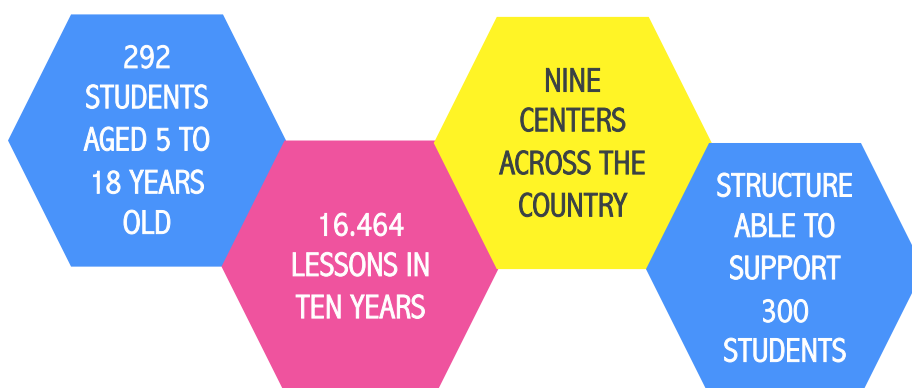 292
STUDENTS
AGED 5 TO
18 YEARS
OLD
16.464
LESSONS IN
TEN YEARS
NINE
CENTERS
ACROSS THE
COUNTRY
STRUCTURE
ABLE TO
SUPPORT
300
STUDENTS